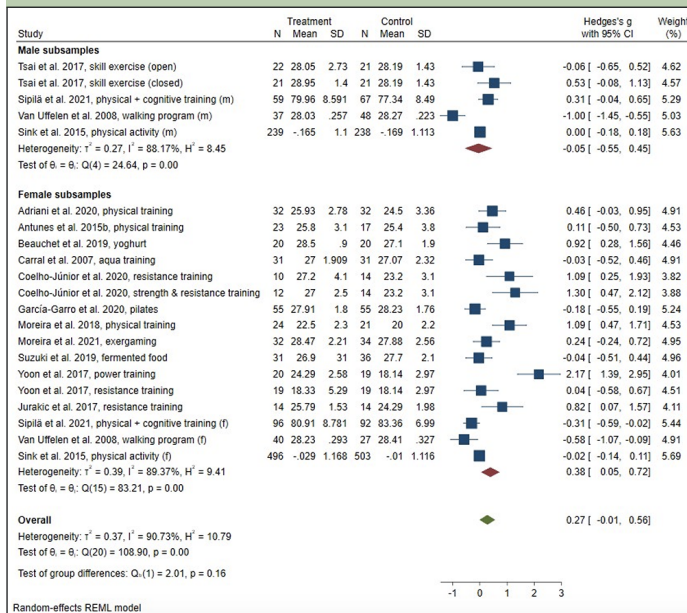 Treatment Control Hedges's g Weight
Study N Mean SD N Mean SD with 95% CI (%)
Male subsamples
Tsai et al. 2017, skill exercise (open) 22 28.05 2.73 21 28.19 1.43 -0.06 [ -0.65, 0.52] 4.62
Tsai et al. 2017, skill exercise (closed) 21 28.95 1.4 21 28.19 1.43 0.53 [ -0.08, 1.13] 4.57
Sipilä et al. 2021, physical + cognitive training (m) 59 79.96 8.591 67 77.34 8.49 0.31 [ -0.04, 0.65] 5.29
Van Uffelen et al. 2008, walking program (m) 37 28.03 .257 48 28.27 .223 -1.00 [ -1.45, -0.55] 5.03
Sink et al. 2015, physical activity (m) 239 -.165 1.1 238 -.169 1.113 0.00 [ -0.18, 0.18] 5.63
Heterogeneity: τ² = 0.27, I² = 88.17%, H² = 8.45 -0.05 [ -0.55, 0.45]
Test of θᵢ = θⱼ: Q(4) = 24.64, p = 0.00
Female subsamples
Adriani et al. 2020, physical training 32 25.93 2.78 32 24.5 3.36 0.46 [ -0.03, 0.95] 4.91
Antunes et al. 2015b, physical training 23 25.8 3.1 17 25.4 3.8 0.11 [ -0.50, 0.73] 4.53
Beauchet et al. 2019, yoghurt 20 28.5 .9 20 27.1 1.9 0.92 [ 0.28, 1.56] 4.46
Carral et al. 2007, aqua training 31 27 1.909 31 27.07 2.32 -0.03 [ -0.52, 0.46] 4.91
Coelho-Júnior et al. 2020, resistance training 10 27.2 4.1 14 23.2 3.1 1.09 [ 0.25, 1.93] 3.82
Coelho-Júnior et al. 2020, strength & resistance training 12 27 2.5 14 23.2 3.1 1.30 [ 0.47, 2.12] 3.88
García-Garro et al. 2020, pilates 55 27.91 1.8 55 28.23 1.76 -0.18 [ -0.55, 0.19] 5.24
Moreira et al. 2018, physical training 24 22.5 2.3 21 20 2.2 1.09 [ 0.47, 1.71] 4.53
Moreira et al. 2021, exergaming 32 28.47 2.21 34 27.88 2.56 0.24 [ -0.24, 0.72] 4.95
Suzuki et al. 2019, fermented food 31 26.9 31 36 27.7 2.1 -0.04 [ -0.51, 0.44] 4.96
Yoon et al. 2017, power training 20 24.29 2.58 19 18.14 2.97 2.17 [ 1.39, 2.95] 4.01
Yoon et al. 2017, resistance training 19 18.33 5.29 19 18.14 2.97 0.04 [ -0.58, 0.67] 4.51
Jurakic et al. 2017, resistance training 14 25.79 1.53 14 24.29 1.98 0.82 [ 0.07, 1.57] 4.11
Sipilä et al. 2021, physical + cognitive training (f) 96 80.91 8.781 92 83.36 6.99 -0.31 [ -0.59, -0.02] 5.44
Van Uffelen et al. 2008, walking program (f) 40 28.23 .293 27 28.41 .327 -0.58 [ -1.07, -0.09] 4.91
Sink et al. 2015, physical activity (f) 496 -.029 1.168 503 -.01 1.116 -0.02 [ -0.14, 0.11] 5.69
Heterogeneity: τ² = 0.39, I² = 89.37%, H² = 9.41 0.38 [ 0.05, 0.72]
Test of θᵢ = θⱼ: Q(15) = 83.21, p = 0.00
Overall 0.27 [ -0.01, 0.56]
Heterogeneity: τ² = 0.37, I² = 90.73%, H² = 10.79
Test of θᵢ = θⱼ: Q(20) = 108.90, p = 0.00
Test of group differences: Qᵦ(1) = 2.01, p = 0.16
-1 0 1 2 3
Random-effects REML model